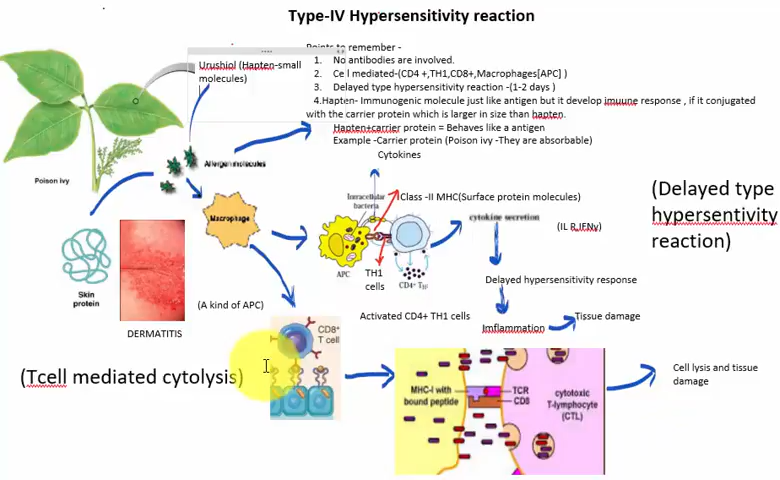 Type-IV Hypersensitivity reaction
Points to remember -
Urushiol (Hapten-small
molecules)
1. No antibodies are involved.
2. Ce l mediated-(CD4 +,TH1,CD8+,Macrophages[APC] )
3. Delayed type hypersensitivity reaction -(1-2 days )
4.Hapten- Immunogenic molecule just like antigen but it develop imuune response , if it conjugated
with the carrier protein which is larger in size than hapten.
Hapten+carrier protein = Behaves like a antigen
Example -Carrier protein (Poison ivy -They are absorbable)
Poison ivy
Allergen molecules
Cytokines
Macrophage
Intracellular
bacteria
Class -II MHC(Surface protein molecules)
cytokine secretion
(IL R,IFNγ)
(Delayed type
hypersentivity
reaction)
APC
TH1
cells
CD4+ TH1
Skin
protein
DERMATITIS
(A kind of APC)
Delayed hypersensitivity response
Activated CD4+ TH1 cells
Imflammation
Tissue damage
CD8+
T cell
(Tcell mediated cytolysis)
MHC-I with
bound peptide
TCR
CD8
cytotoxic
T-lymphocyte
(CTL)
Cell lysis and tissue
damage